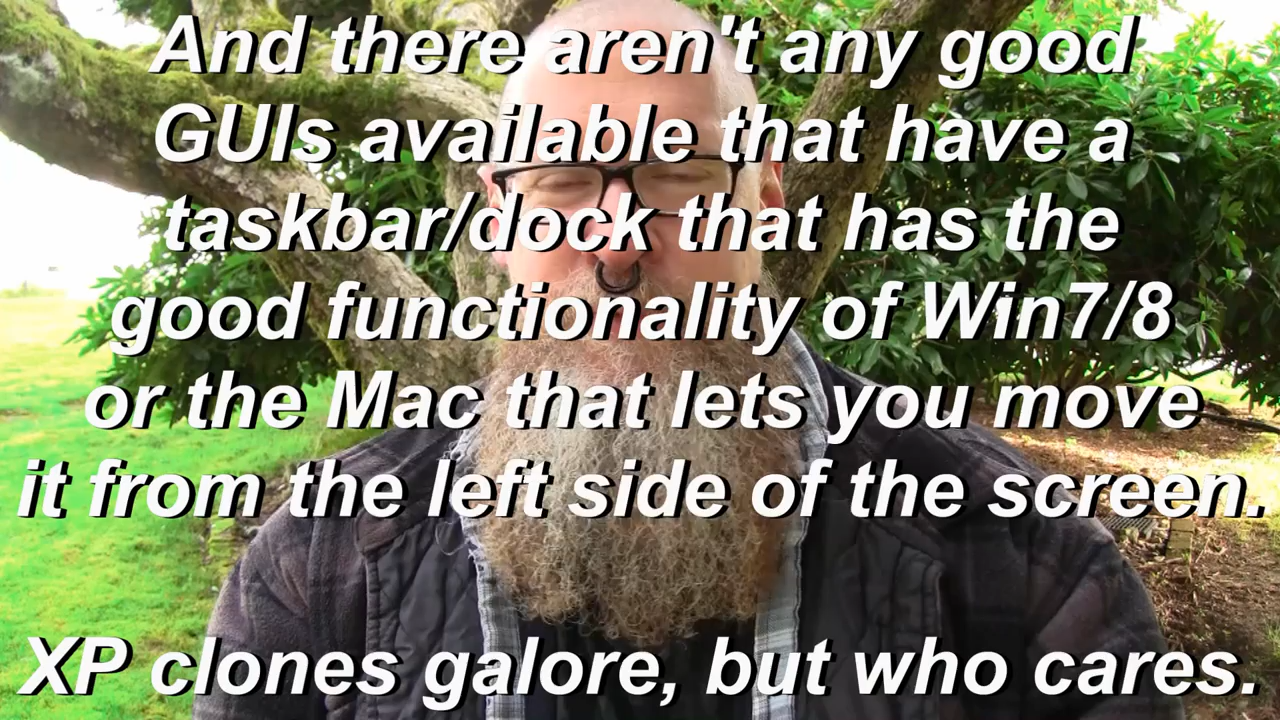 And there aren't any good
GUIs available that have a
taskbar/dock that has the
good functionality of Win7/8
or the Mac that lets you move
it from the left side of the screen.
XP clones galore, but who cares.